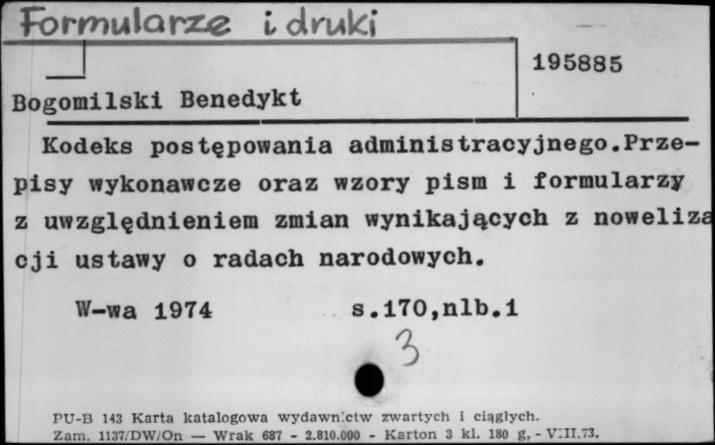 Formularze i druki
195885
Bogomilski Benedykt
Kodeks postępowania administracyjnego.Prze-
pisy wykonawcze oraz wzory pism i formularzy
z uwzględnieniem zmian wynikających z noweliza
cji ustawy o radach narodowych.
W-wa 1974 s.170,nlb.1
3
PU-B 143 Karta katalogowa wydawnictw zwartych i ciągłych.
Zam. 1137/DW/On — Wrak 687 - 2.810.000 - Karton 3 kl. 180 g. - VIII.73.